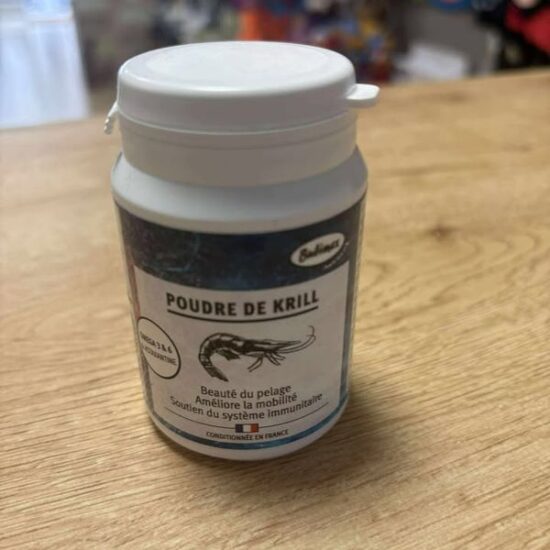 Bubimex
POUDRE DE KRILL
OMEGA 3 & 6
Beauté du pelage
Améliore la mobilité
Soutien du système immunitaire
CONDITIONNÉE EN FRANCE